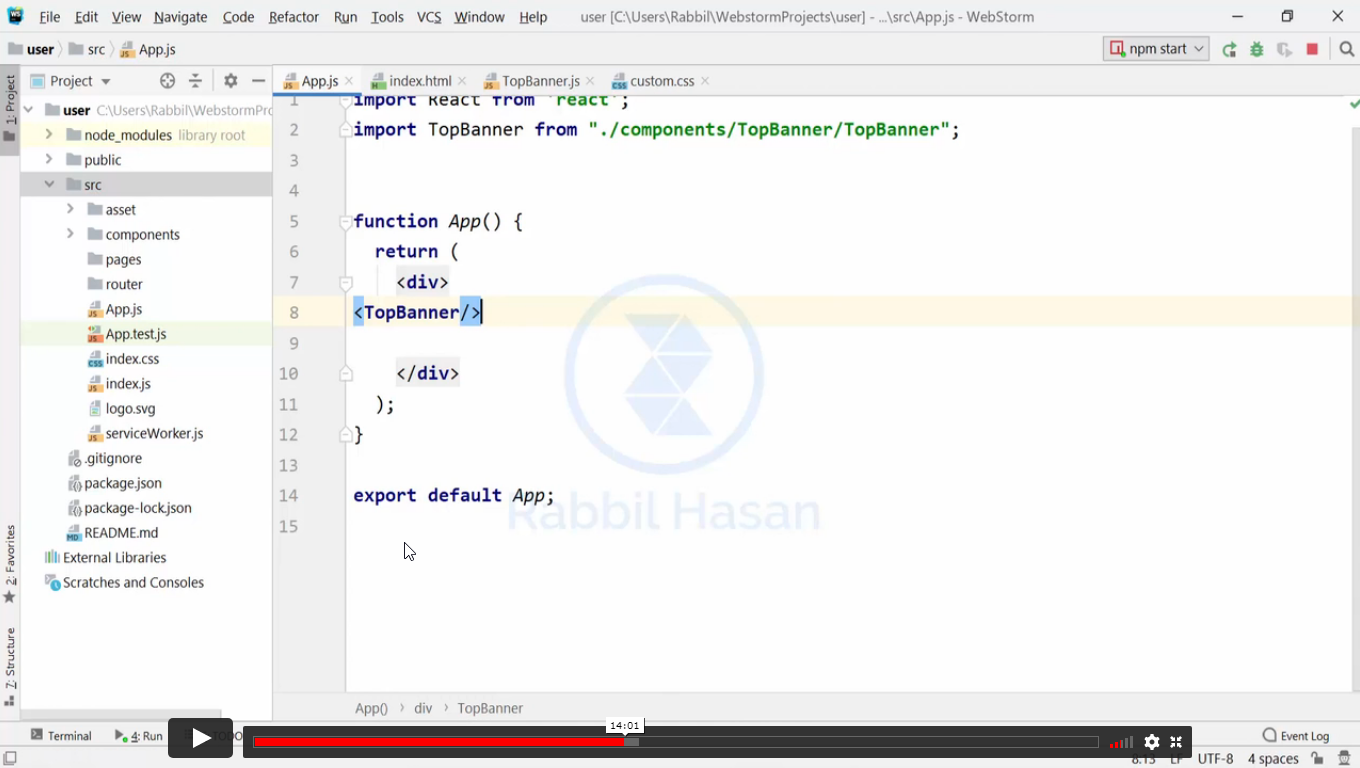 File Edit View Navigate Code Refactor Run Tools VCS Window Help user [C:\Users\Rabbil\WebstormProjects\user] - ...\src\App.js - WebStorm
user src App.js npm start
1: Project
Project
App.js index.html TopBanner.js custom.css
user C:\Users\Rabbil\WebstormPro
node_modules library root
public
src
asset
components
pages
router
App.js
App.test.js
index.css
index.js
logo.svg
serviceWorker.js
.gitignore
package.json
package-lock.json
README.md
External Libraries
Scratches and Consoles
2: Favorites
Z: Structure
1 import React from 'react';
2 import TopBanner from "./components/TopBanner/TopBanner";
3
4
5 function App() {
6 return (
7 <div>
8 <TopBanner/>
9
10 </div>
11 );
12 }
13
14 export default App;
15
Rabbil Hasan
App() div TopBanner
14:01
Terminal 4: Run TODO Event Log
8:13 LF UTF-8 4 spaces